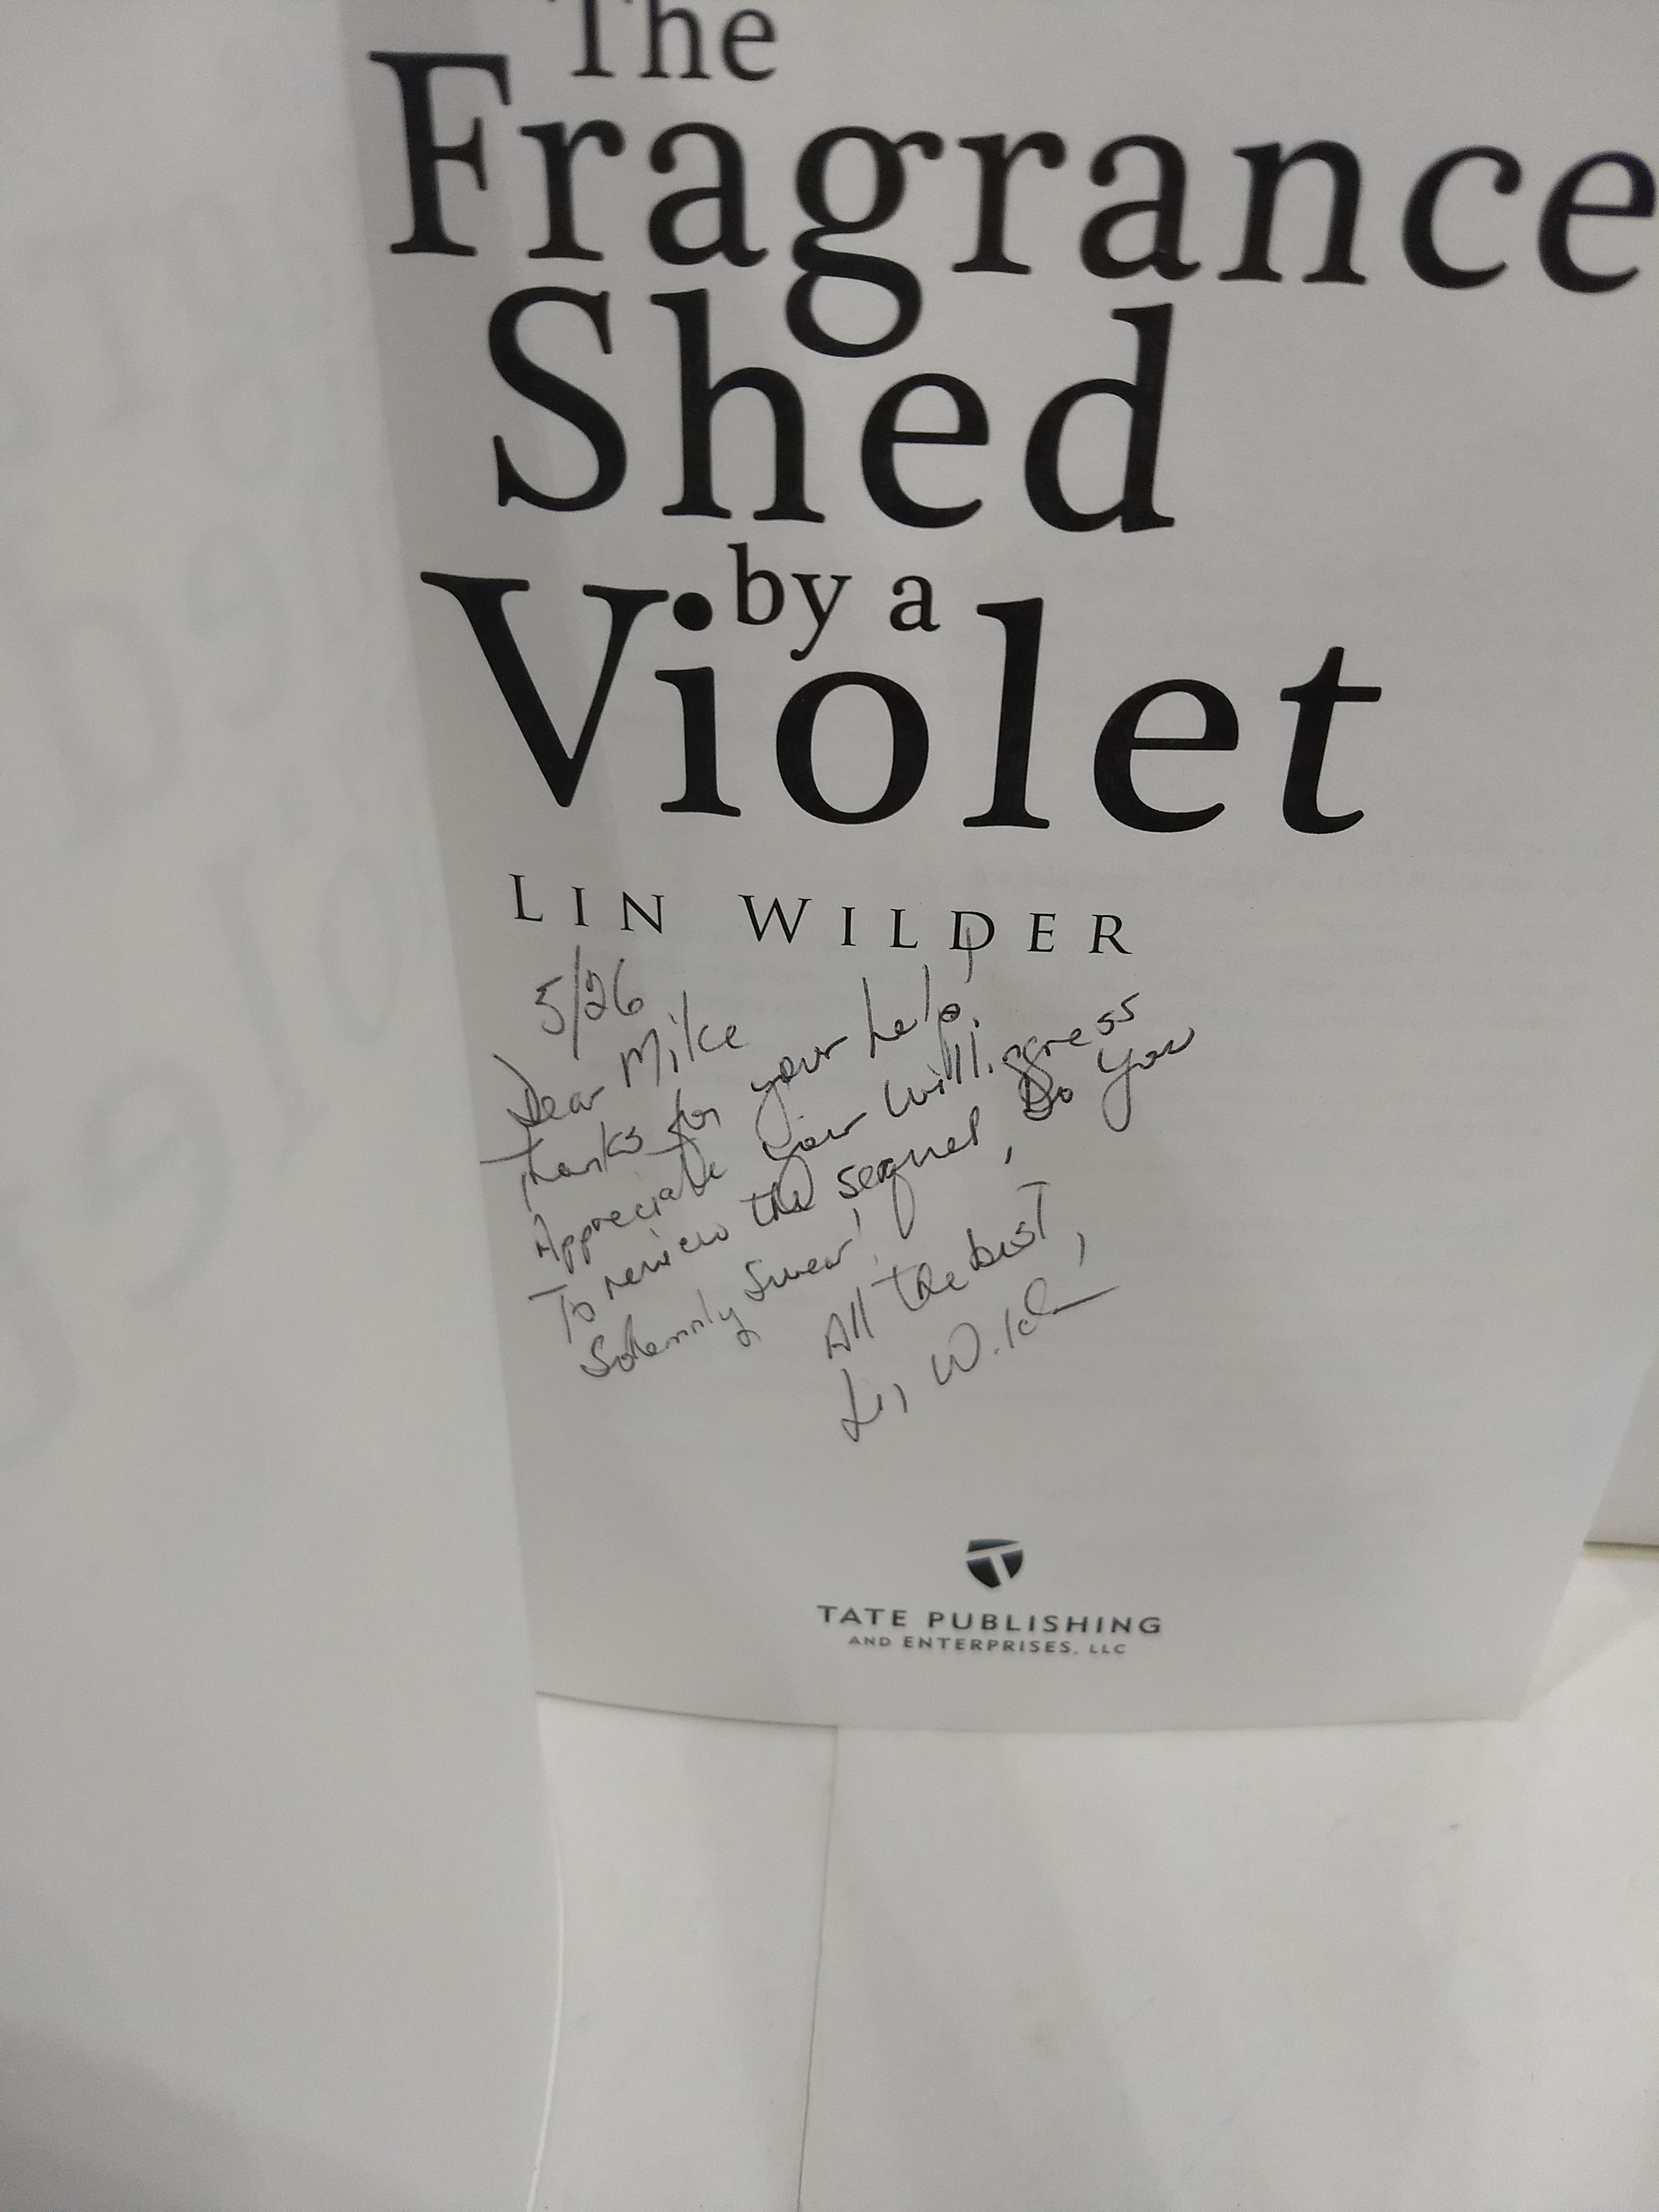 The
Fragrance
Shed
by a
Violet
LIN WILDER
5/26
Dear Mike
Thanks for your help!
Appreciate your willingness
To review the sequel, Do You
Solemnly Swear!
All the best,
Lin Wilder
TATE PUBLISHING
AND ENTERPRISES, LLC